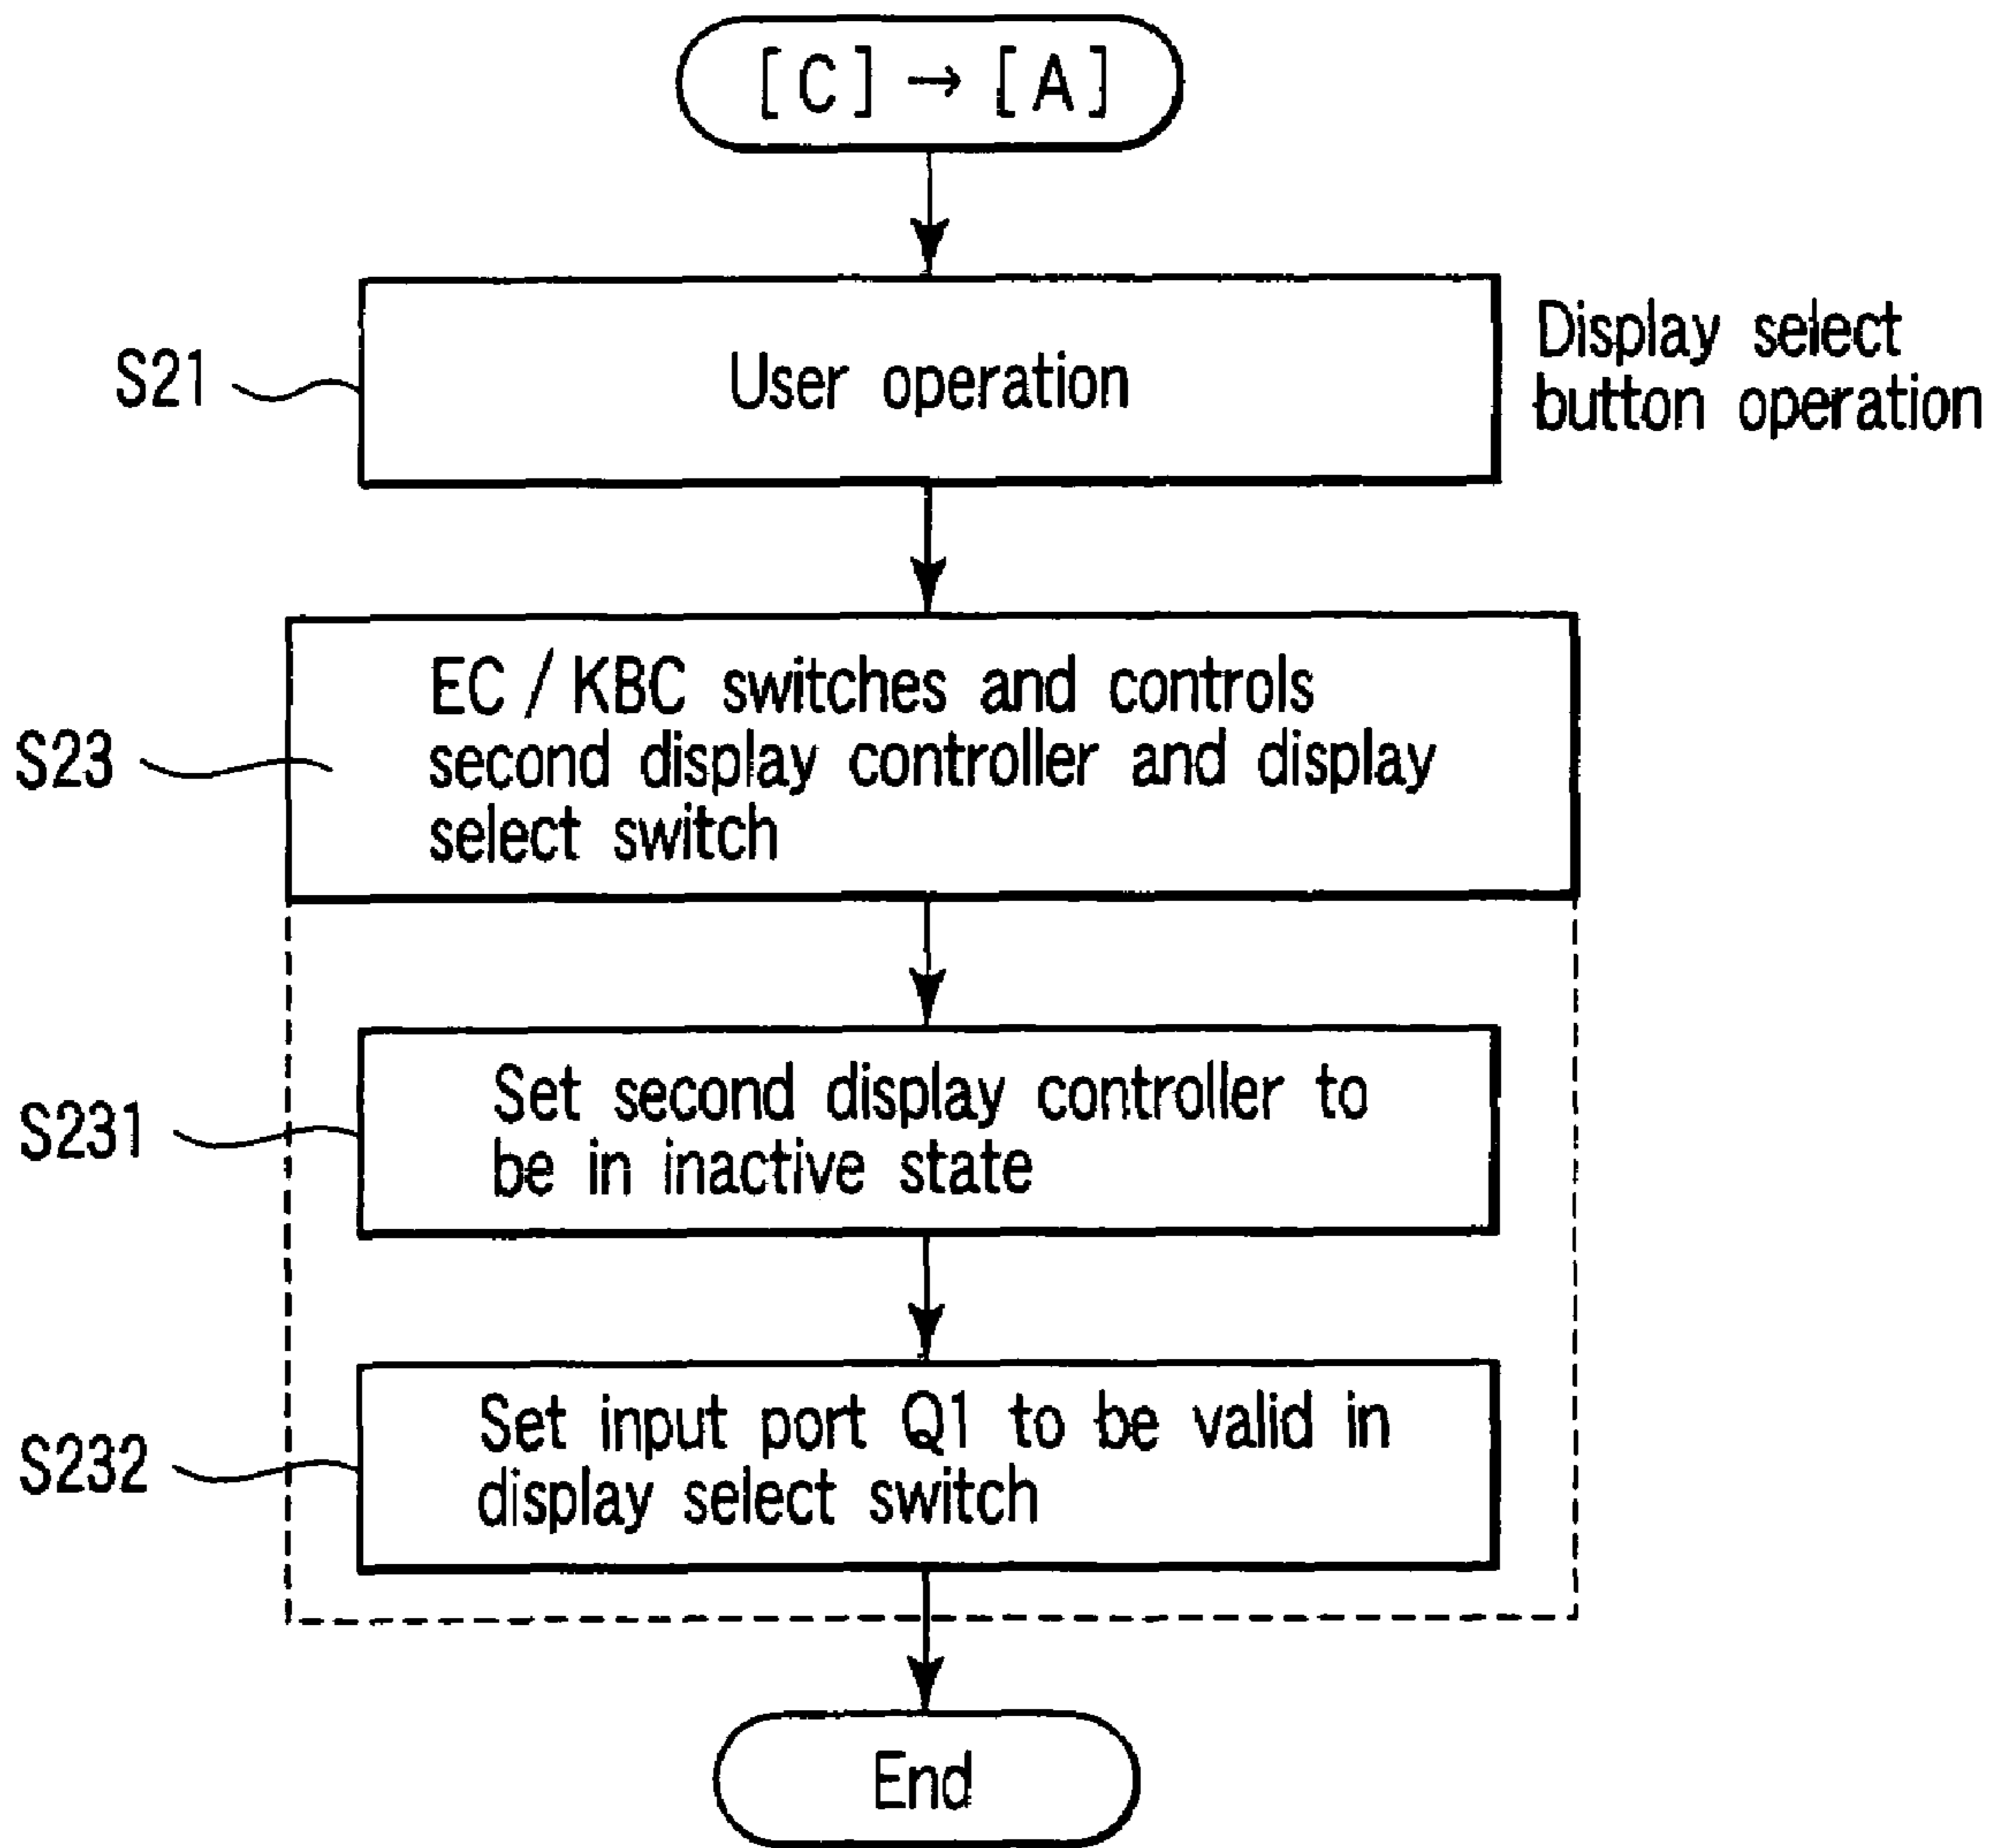 [C] → [A]
S21
User operation
Display select
button operation
S23
EC / KBC switches and controls
second display controller and display
select switch
S231
Set second display controller to
be in inactive state
S232
Set input port Q1 to be valid in
display select switch
End